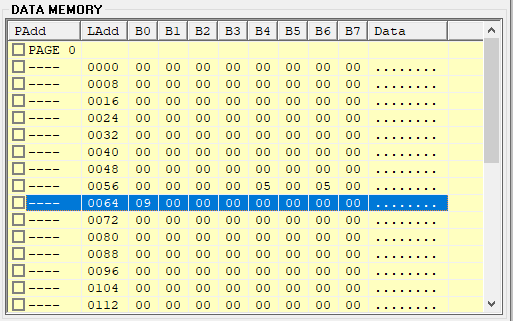 DATA MEMORY
PAdd LAdd B0 B1 B2 B3 B4 B5 B6 B7 Data
PAGE 0
---- 0000 00 00 00 00 00 00 00 00 ........
---- 0008 00 00 00 00 00 00 00 00 ........
---- 0016 00 00 00 00 00 00 00 00 ........
---- 0024 00 00 00 00 00 00 00 00 ........
---- 0032 00 00 00 00 00 00 00 00 ........
---- 0040 00 00 00 00 00 00 00 00 ........
---- 0048 00 00 00 00 00 00 00 00 ........
---- 0056 00 00 00 00 05 00 05 00 ........
---- 0064 09 00 00 00 00 00 00 00 ........
---- 0072 00 00 00 00 00 00 00 00 ........
---- 0080 00 00 00 00 00 00 00 00 ........
---- 0088 00 00 00 00 00 00 00 00 ........
---- 0096 00 00 00 00 00 00 00 00 ........
---- 0104 00 00 00 00 00 00 00 00 ........
---- 0112 00 00 00 00 00 00 00 00 ........